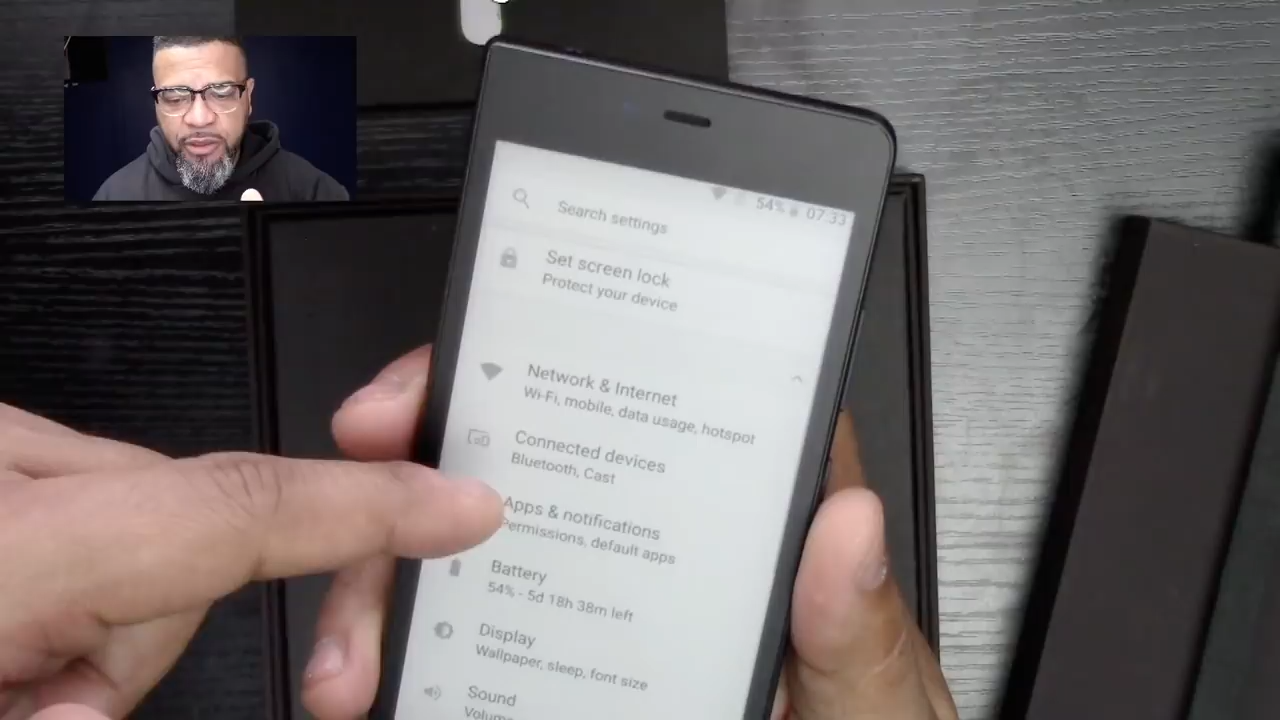 54% 07:33
Search settings
Set screen lock
Protect your device
Network & Internet
Wi-Fi, mobile, data usage, hotspot
Connected devices
Bluetooth, Cast
Apps & notifications
Permissions, default apps
Battery
54% - 5d 18h 38m left
Display
Wallpaper, sleep, font size
Sound